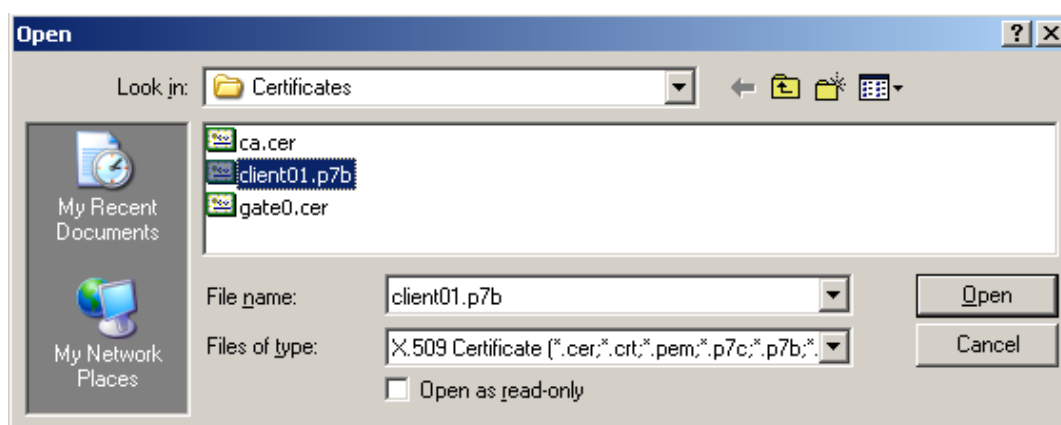 Open
Look in: Certificates
ca.cer
client01.p7b
gate0.cer
My Recent
Documents
My Network
Places
File name: client01.p7b Open
Files of type: X.509 Certificate (*.cer;*.crt;*.pem;*.p7c;*.p7b;*. Cancel
Open as read-only